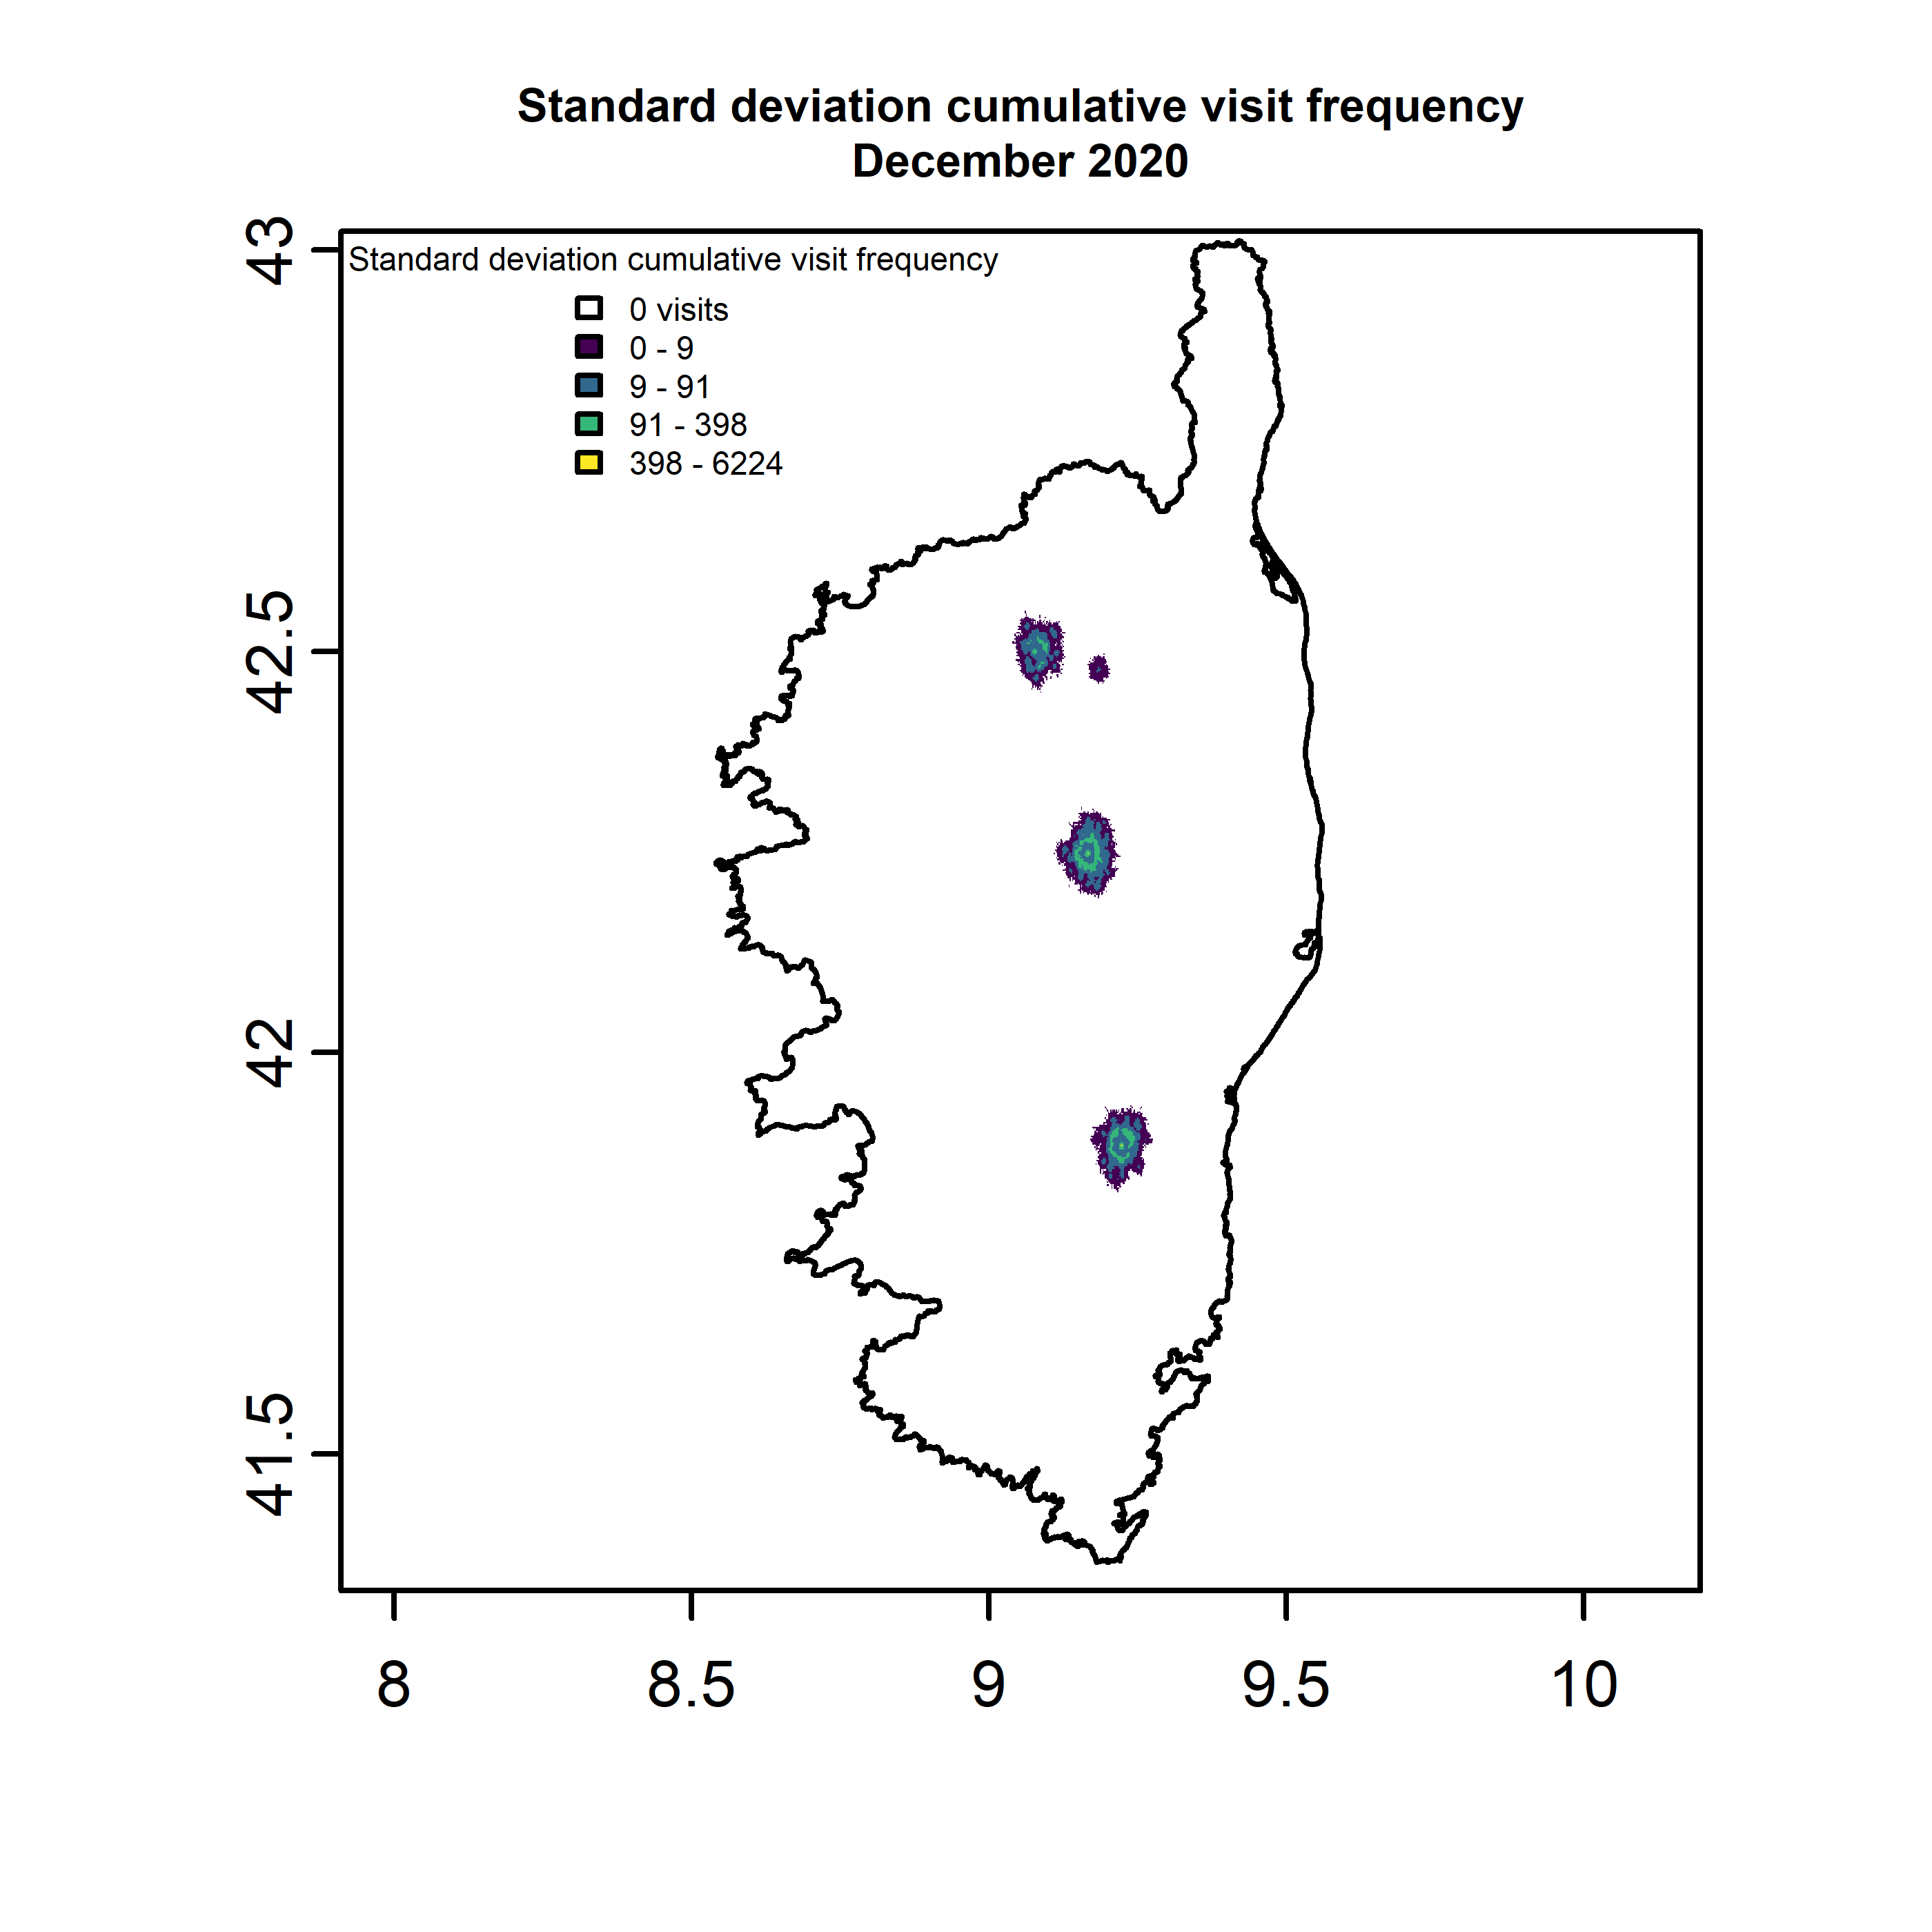 Standard deviation cumulative visit frequency
December 2020
Standard deviation cumulative visit frequency
0 visits
0 - 9
9 - 91
91 - 398
398 - 6224
43
42.5
42
41.5
8 8.5 9 9.5 10